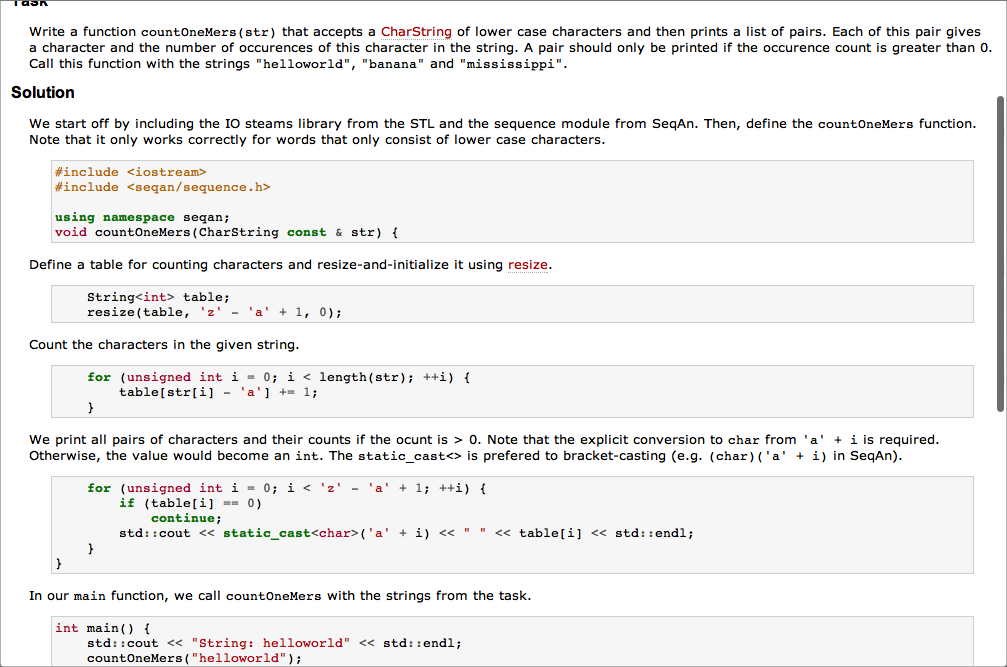 Task
Write a function countOneMers(str) that accepts a CharString of lower case characters and then prints a list of pairs. Each of this pair gives
a character and the number of occurences of this character in the string. A pair should only be printed if the occurence count is greater than 0.
Call this function with the strings "helloworld", "banana" and "mississippi".
Solution
We start off by including the IO steams library from the STL and the sequence module from SeqAn. Then, define the countOneMers function.
Note that it only works correctly for words that only consist of lower case characters.
#include <iostream>
#include <seqan/sequence.h>
using namespace seqan;
void countOneMers(CharString const & str) {
Define a table for counting characters and resize-and-initialize it using resize.
String<int> table;
resize(table, 'z' - 'a' + 1, 0);
Count the characters in the given string.
for (unsigned int i = 0; i < length(str); ++i) {
table[str[i] - 'a'] += 1;
}
We print all pairs of characters and their counts if the ocunt is > 0. Note that the explicit conversion to char from 'a' + i is required.
Otherwise, the value would become an int. The static_cast<> is prefered to bracket-casting (e.g. (char)('a' + i) in SeqAn).
for (unsigned int i = 0; i < 'z' - 'a' + 1; ++i) {
if (table[i] == 0)
continue;
std::cout << static_cast<char>('a' + i) << " " << table[i] << std::endl;
}
}
In our main function, we call countOneMers with the strings from the task.
int main() {
std::cout << "String: helloworld" << std::endl;
countOneMers("helloworld");